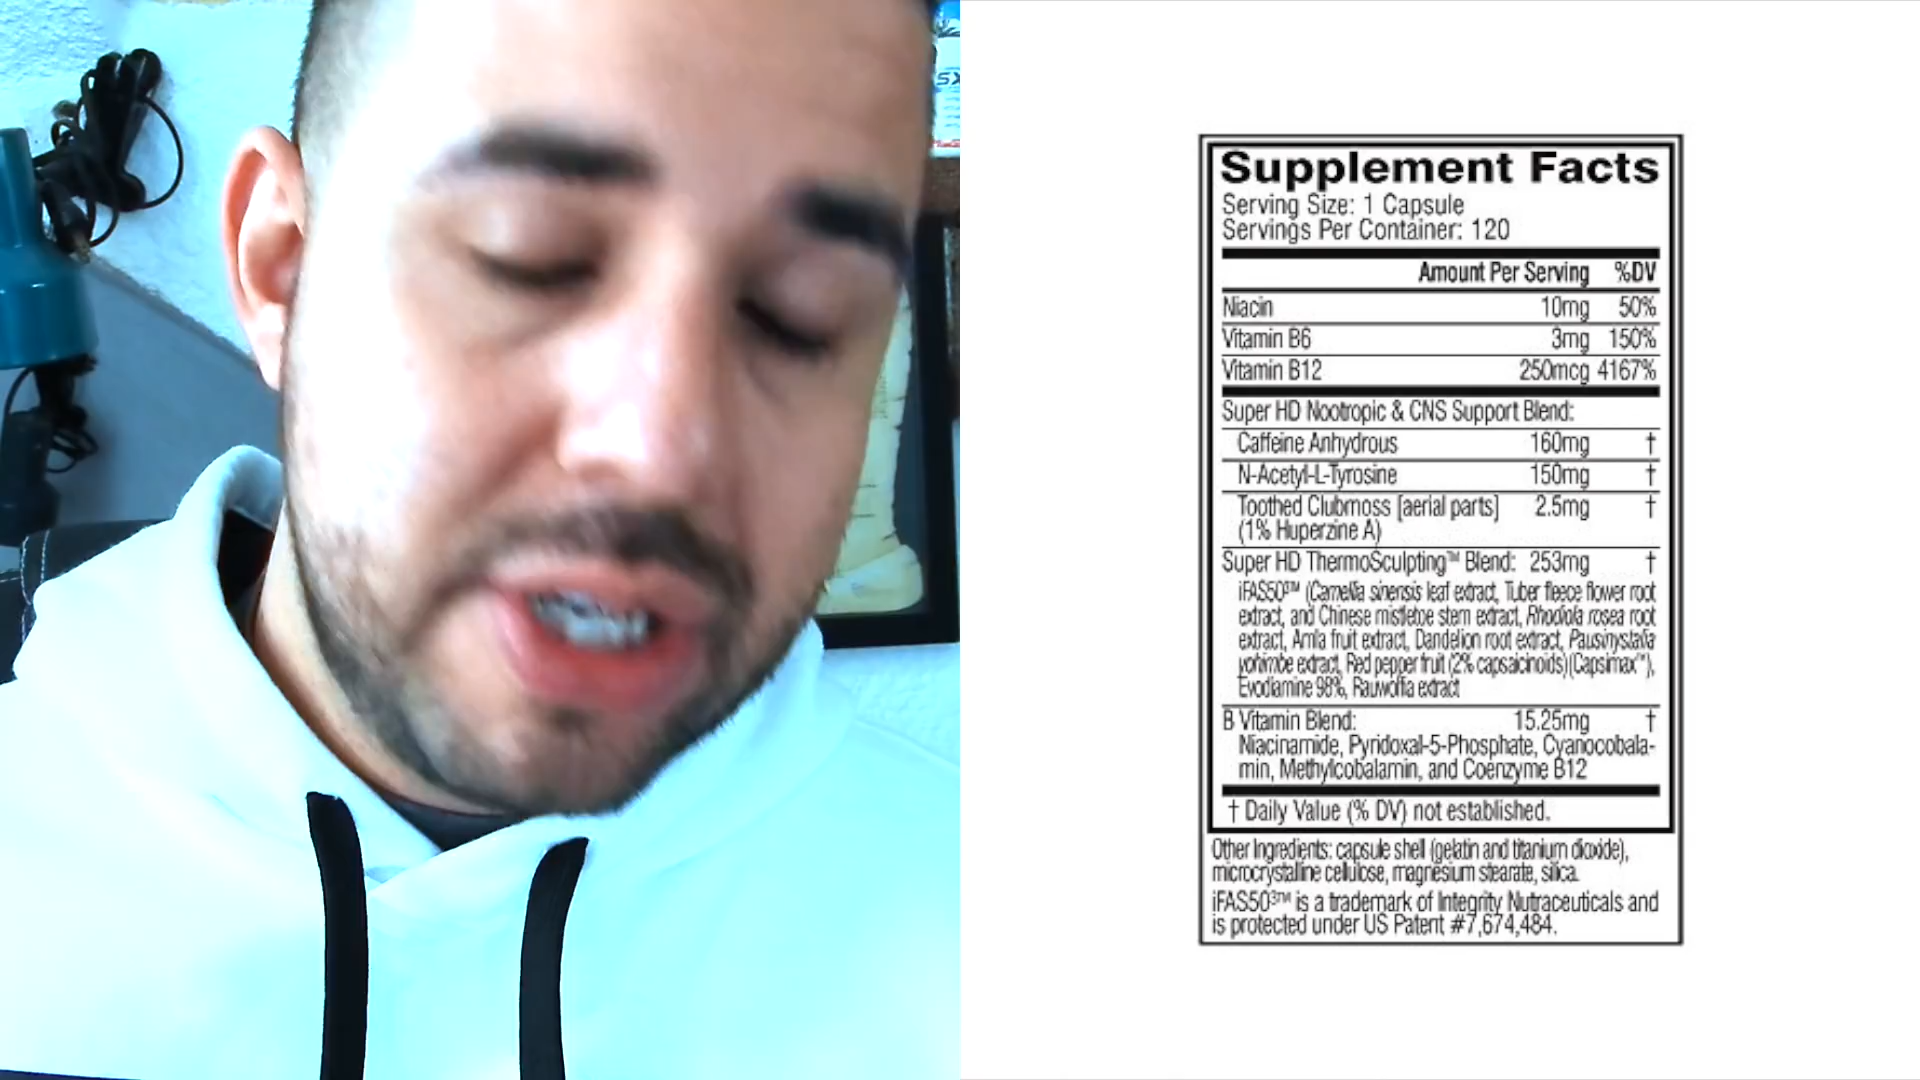 SX
Supplement Facts
Serving Size: 1 Capsule
Servings Per Container: 120
Amount Per Serving %DV
Niacin 10mg 50%
Vitamin B6 3mg 150%
Vitamin B12 250mcg 4167%
Super HD Nootropic & CNS Support Blend:
Caffeine Anhydrous 160mg †
N-Acetyl-L-Tyrosine 150mg †
Toothed Clubmoss [aerial parts] 2.5mg †
(1% Huperzine A)
Super HD ThermoSculpting™ Blend: 253mg †
iFAS50³™ (Camellia sinensis leaf extract, Tuber fleece flower root
extract, and Chinese mistletoe stem extract, Rhodiola rosea root
extract, Amla fruit extract, Dandelion root extract, Pausinystalia
yohimbe extract, Red pepper fruit (2% capsaicinoids)(Capsimax™),
Evodiamine 98%, Rauwolfia extract
B Vitamin Blend: 15.25mg †
Niacinamide, Pyridoxal-5-Phosphate, Cyanocobala-
min, Methylcobalamin, and Coenzyme B12
† Daily Value (% DV) not established.
Other Ingredients: capsule shell (gelatin and titanium dioxide),
microcrystalline cellulose, magnesium stearate, silica.
iFAS50³™ is a trademark of Integrity Nutraceuticals and
is protected under US Patent #7,674,484.